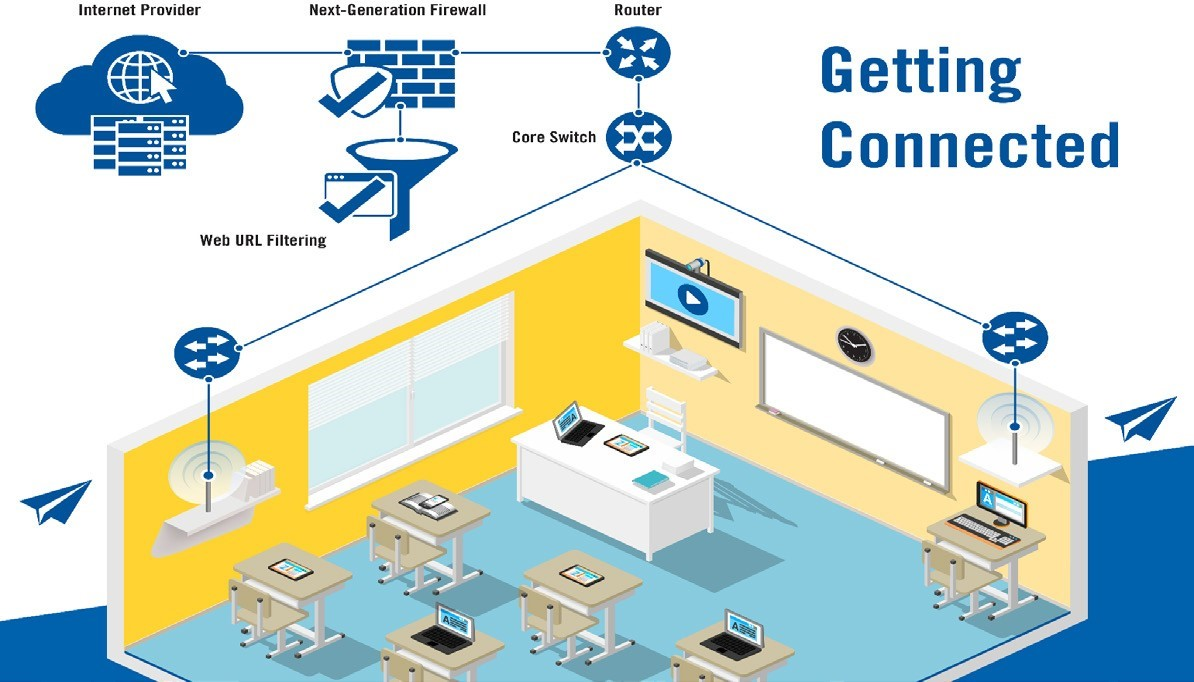 Internet Provider
Next-Generation Firewall
Router
Getting
Connected
Core Switch
Web URL Filtering
A
A
A
A